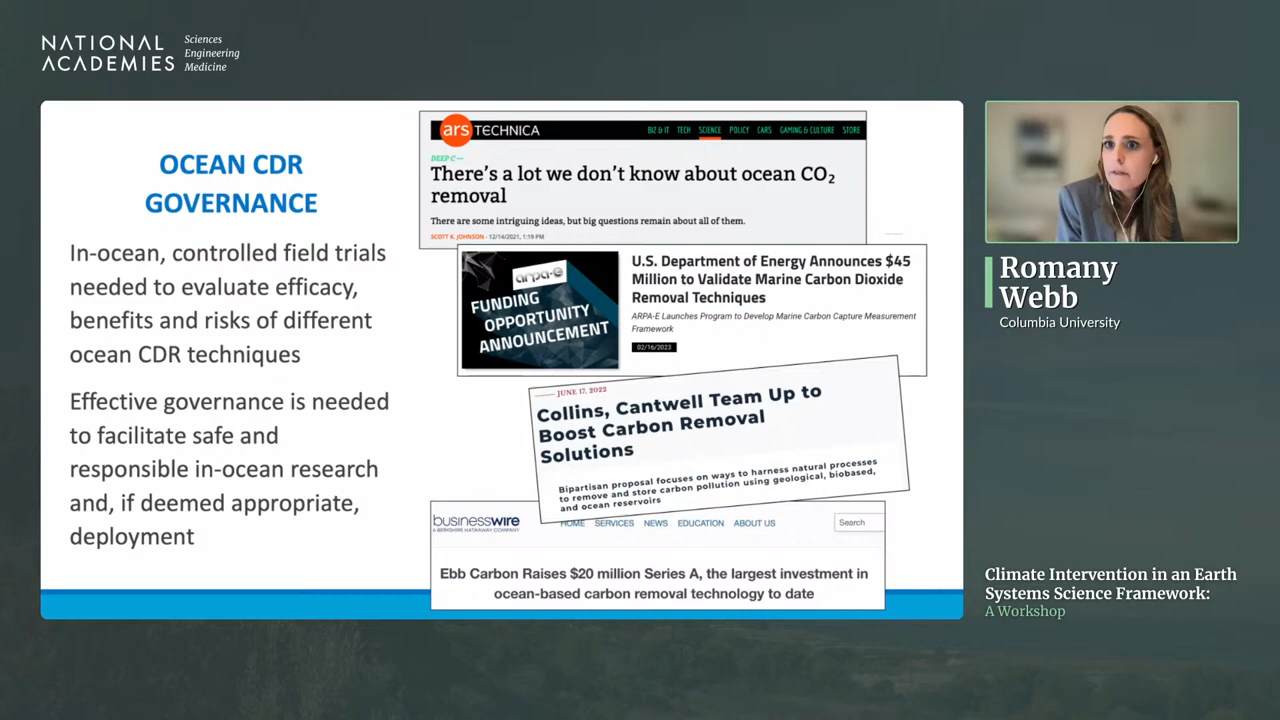 NATIONAL
ACADEMIES
Sciences
Engineering
Medicine
OCEAN CDR
GOVERNANCE
In-ocean, controlled field trials
needed to evaluate efficacy,
benefits and risks of different
ocean CDR techniques
Effective governance is needed
to facilitate safe and
responsible in-ocean research
and, if deemed appropriate,
deployment
ars TECHNICA
BIZ & IT TECH SCIENCE POLICY CARS GAMING & CULTURE STORE
DEEP C—
There's a lot we don't know about ocean CO₂
removal
There are some intriguing ideas, but big questions remain about all of them.
SCOTT K. JOHNSON - 12/14/2021, 1:19 PM
arpa-e
FUNDING
OPPORTUNITY
ANNOUNCEMENT
U.S. Department of Energy Announces $45
Million to Validate Marine Carbon Dioxide
Removal Techniques
ARPA-E Launches Program to Develop Marine Carbon Capture Measurement
Framework
02/16/2023
JUNE 17, 2022
Collins, Cantwell Team Up to
Boost Carbon Removal
Solutions
Bipartisan proposal focuses on ways to harness natural processes
to remove and store carbon pollution using geological, biobased,
and ocean reservoirs
businesswire
A BERKSHIRE HATHAWAY COMPANY
HOME SERVICES NEWS EDUCATION ABOUT US
Search
Ebb Carbon Raises $20 million Series A, the largest investment in
ocean-based carbon removal technology to date
Romany
Webb
Columbia University
Climate Intervention in an Earth
Systems Science Framework:
A Workshop